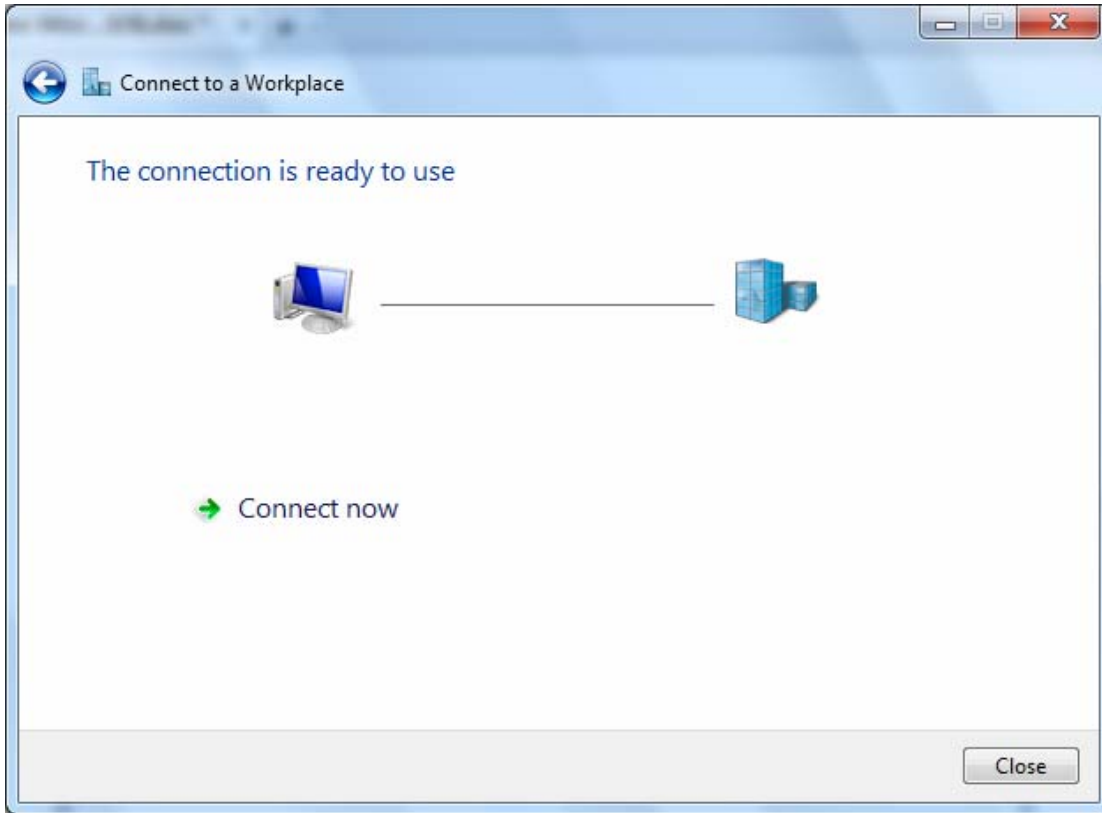 Connect to a Workplace
The connection is ready to use
Connect now
Close